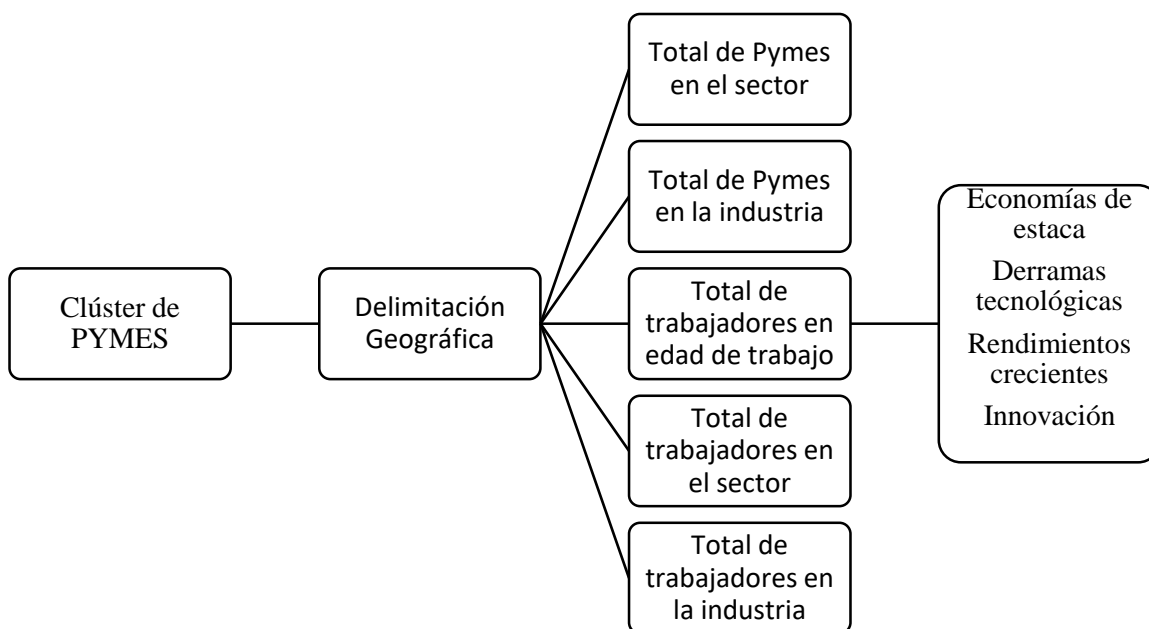 Clúster de
PYMES
Delimitación
Geográfica
Total de Pymes
en el sector
Total de Pymes
en la industria
Total de
trabajadores en
edad de trabajo
Total de
trabajadores en
el sector
Total de
trabajadores en
la industria
Economías de
estaca
Derramas
tecnológicas
Rendimientos
crecientes
Innovación